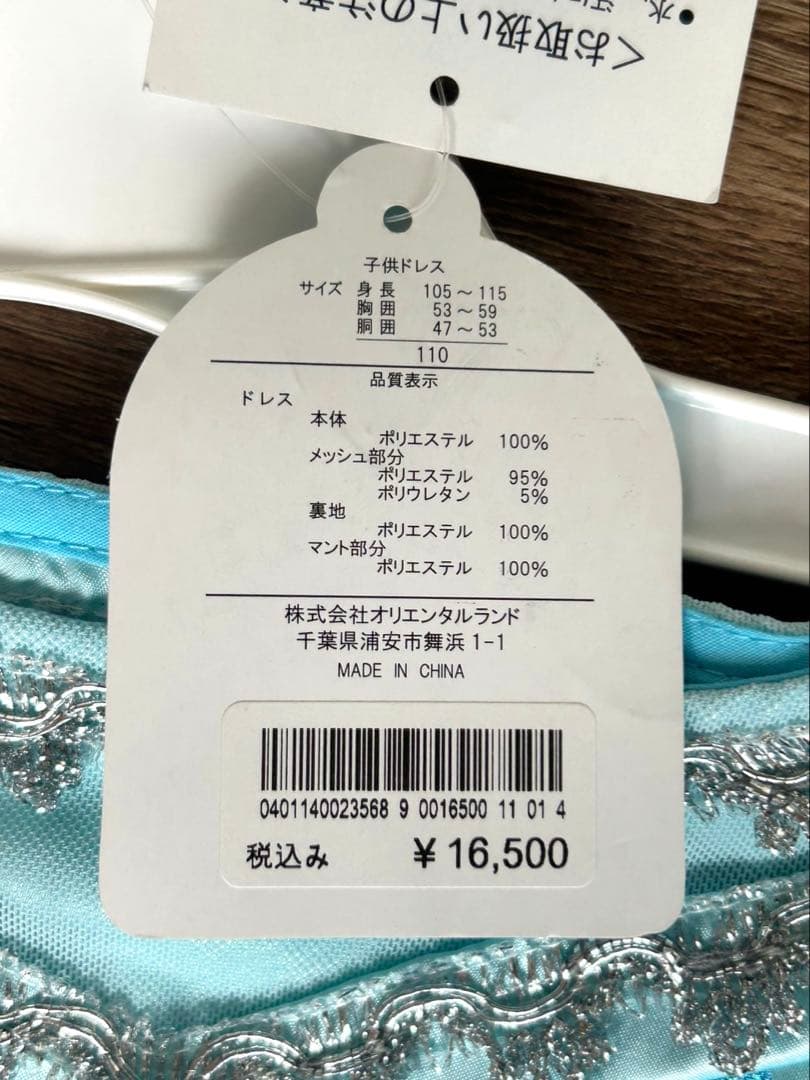 <お取扱い上の注意
子供ドレス
サイズ 身長 105～115
胸囲 53～59
胴囲 47～53
110
品質表示
ドレス
本体
ポリエステル 100%
メッシュ部分
ポリエステル 95%
ポリウレタン 5%
裏地
ポリエステル 100%
マント部分
ポリエステル 100%
株式会社オリエンタルランド
千葉県浦安市舞浜1-1
MADE IN CHINA
0401140023568 9 0016500 11 01 4
税込み ¥16,500